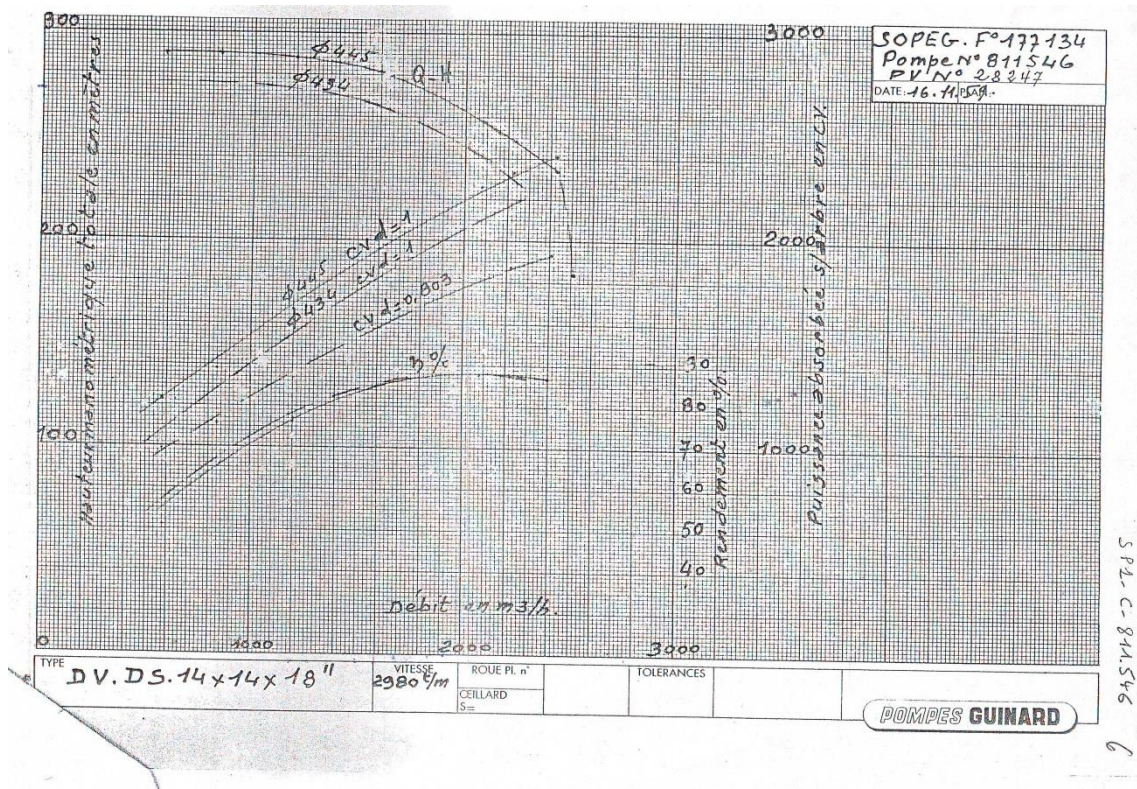 300
3000
SOPEG. F° 177134
Pompe N° 811546
PV N° 28247
DATE: 16.11.
Hauteur manométrique totale en mètres
ϕ445
ϕ434
Q-H
200
2000
Puissance absorbée s/arbre en CV.
ϕ445 CV d=1
ϕ434 CV d=1
CV d=0,803
η%
30
80
70
60
50
40
Rendement en %.
100
1000
Débit en m3/h.
0
1000
2000
3000
TYPE
DV. DS. 14x14x18"
VITESSE
2980 t/m
ROUE Pl. n°
ŒILLARD
S=
TOLERANCES
POMPES GUINARD
SP1-C-811.546
6